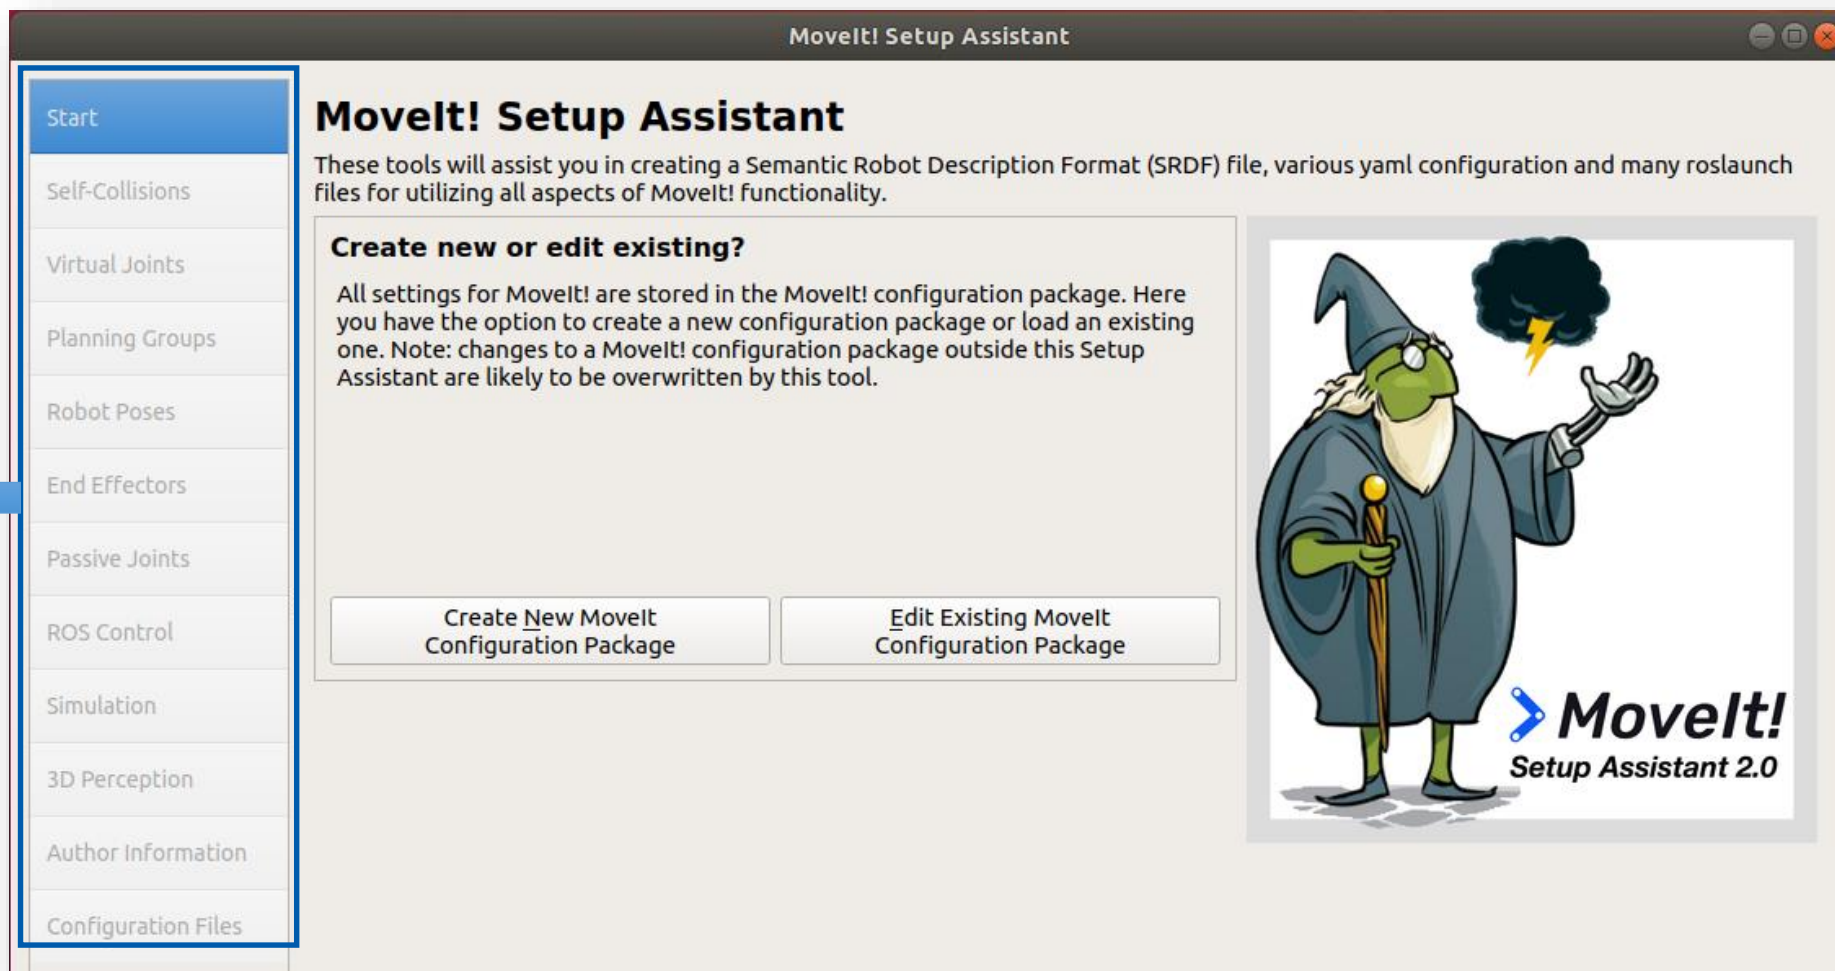 MoveIt! Setup Assistant
Start
Self-Collisions
Virtual Joints
Planning Groups
Robot Poses
End Effectors
Passive Joints
ROS Control
Simulation
3D Perception
Author Information
Configuration Files
MoveIt! Setup Assistant
These tools will assist you in creating a Semantic Robot Description Format (SRDF) file, various yaml configuration and many roslaunch
files for utilizing all aspects of MoveIt! functionality.
Create new or edit existing?
All settings for MoveIt! are stored in the MoveIt! configuration package. Here
you have the option to create a new configuration package or load an existing
one. Note: changes to a MoveIt! configuration package outside this Setup
Assistant are likely to be overwritten by this tool.
Create New MoveIt
Configuration Package
Edit Existing MoveIt
Configuration Package
MoveIt!
Setup Assistant 2.0